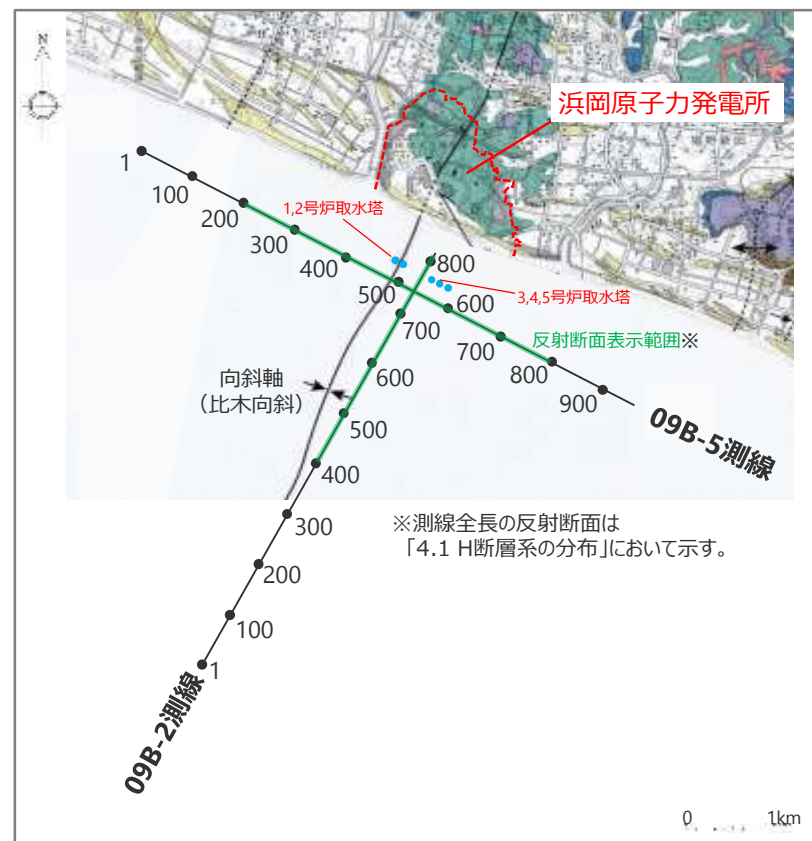 N
浜岡原子力発電所
1
100
200
300
400
500
600
700
800
900
1,2号炉取水塔
3,4,5号炉取水塔
反射断面表示範囲※
09B-5測線
向斜軸
(比木向斜)
800
700
600
500
400
300
200
100
1
09B-2測線
※測線全長の反射断面は
「4.1 H断層系の分布」において示す。
0 1km